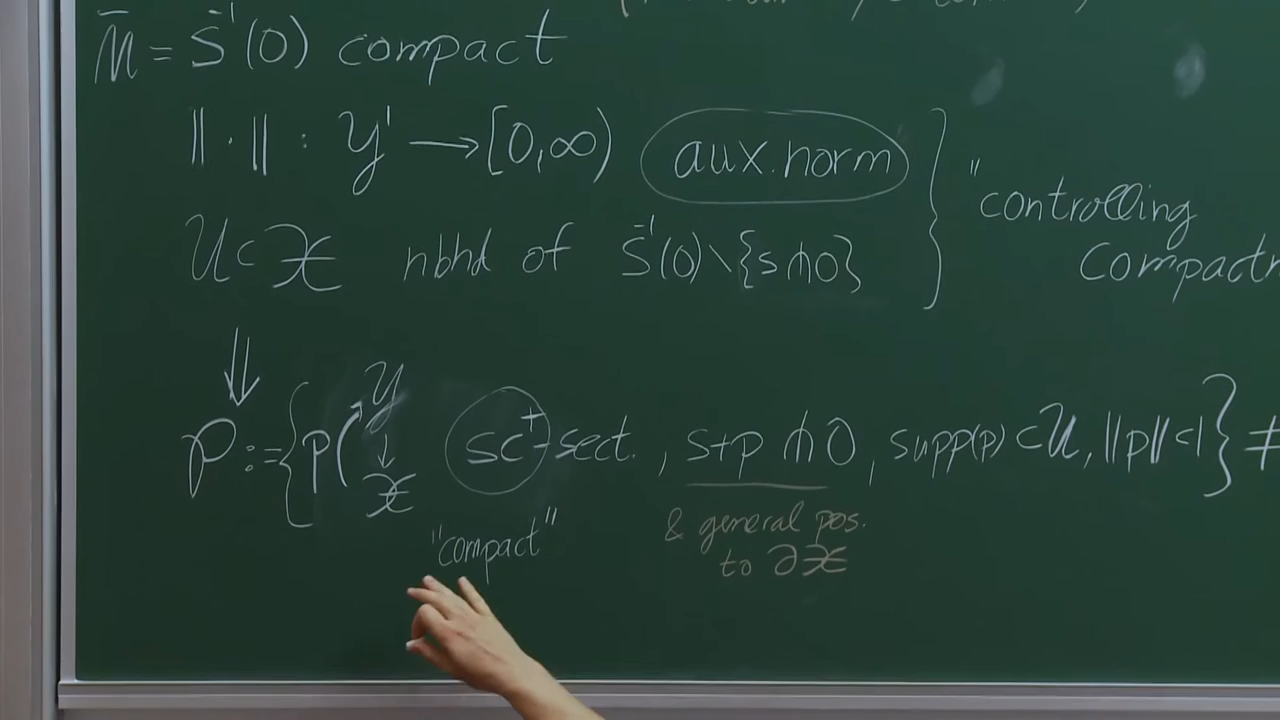 M̄ = s⁻¹(0) compact
‖·‖ : Y¹ ⟶ [0,∞) aux. norm } "controlling
U ⊂ X nbhd of s⁻¹(0)∖{s⋔0} compactn
⇓
P := { p( Y ↓ X sc⁺-sect. , s+p ⋔ 0 , supp(p) ⊂ U, ‖p‖<1 } ≠
"compact" & general pos.
to ∂X